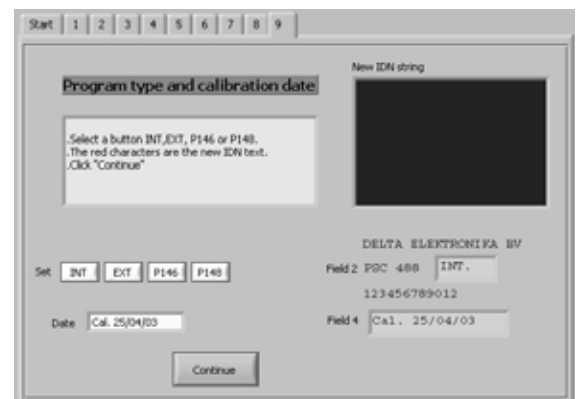 Start 1 2 3 4 5 6 7 8 9
Program type and calibration date
New IDN string
.Select a button INT,EXT, P146 or P148.
.The red characters are the new IDN text.
.Click "Continue"
DELTA ELEKTRONIKA BV
Set INT EXT P146 P148
Field 2 PSC 488 INT.
123456789012
Date Cal. 25/04/03
Field 4 Cal. 25/04/03
Continue